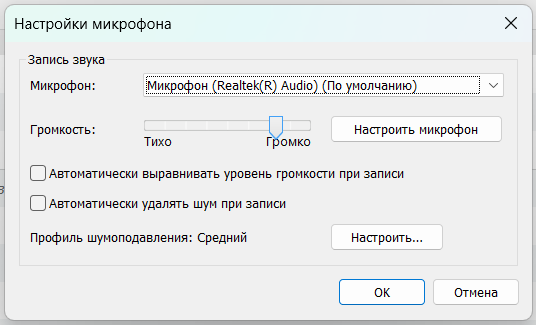 Настройки микрофона
Запись звука
Микрофон: Микрофон (Realtek(R) Audio) (По умолчанию)
Громкость: Настроить микрофон
Тихо Громко
Автоматически выравнивать уровень громкости при записи
Автоматически удалять шум при записи
Профиль шумоподавления: Средний Настроить...
OK Отмена